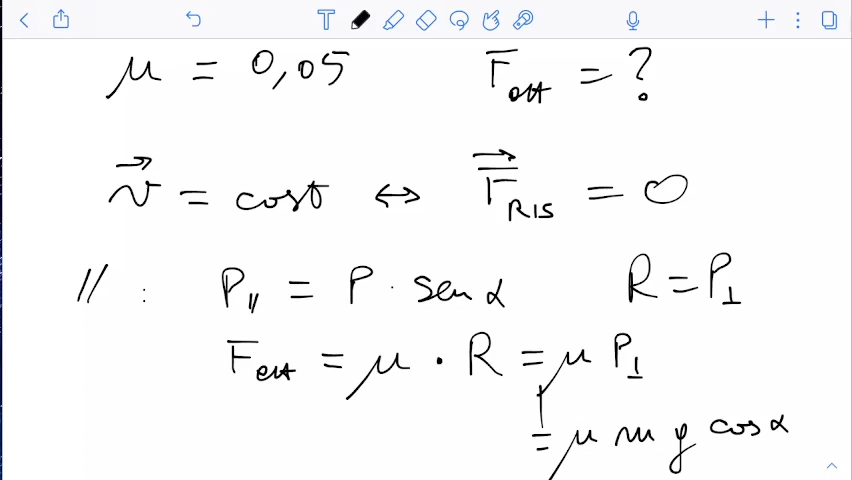 μ = 0,05 F_att = ?
v⃗ = cost ↔ F⃗_RIS = 0
// : P_∥ = P · sen α R = P_⊥
F_att = μ · R = μ P_⊥
= μ m g cos α